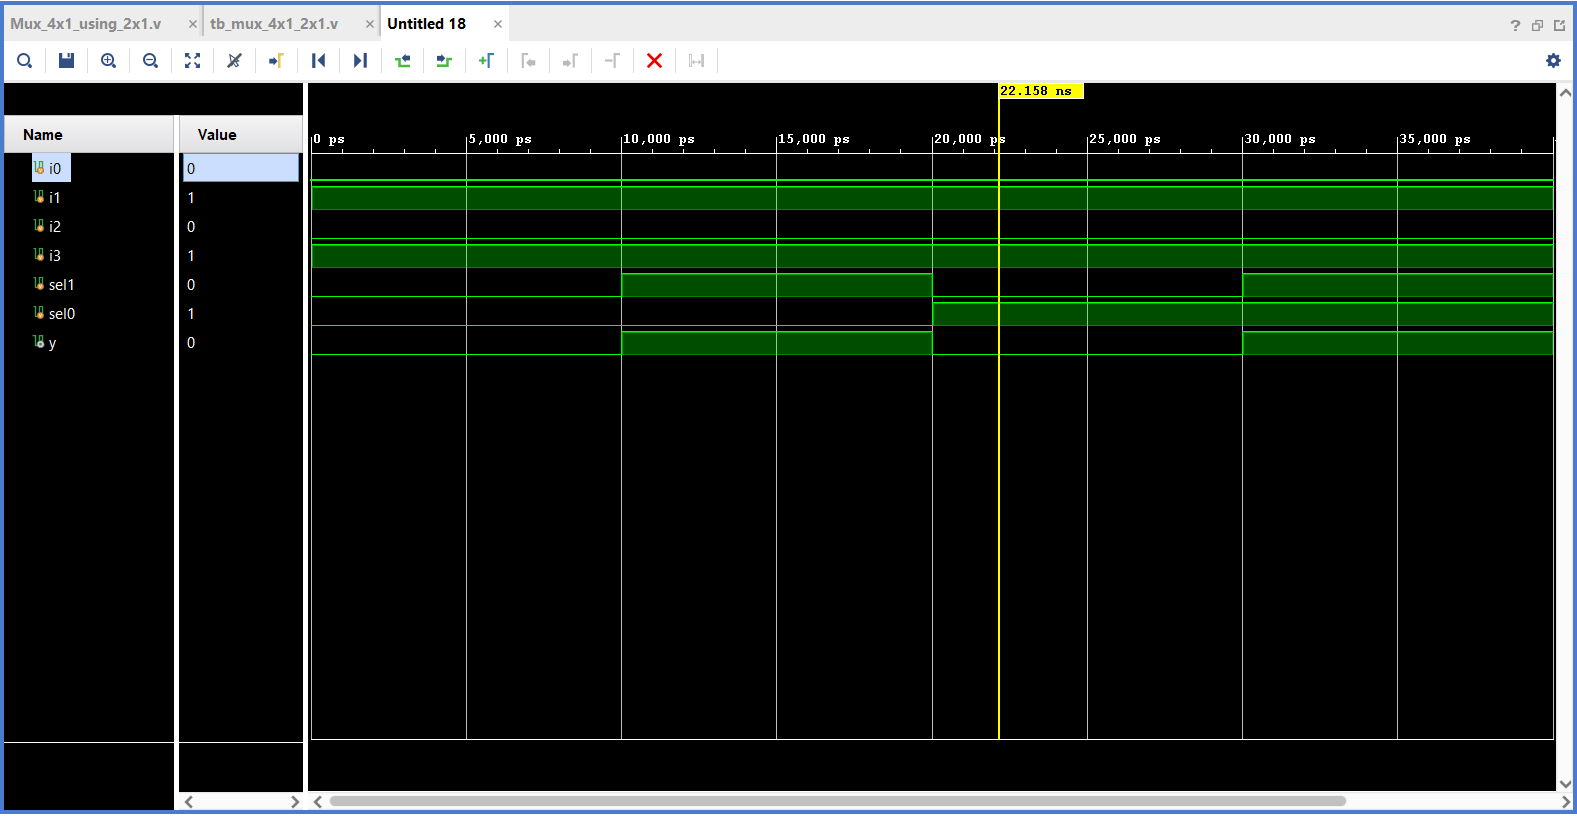 Mux_4x1_using_2x1.v × tb_mux_4x1_2x1.v × Untitled 18 × ?
22.158 ns
Name Value 0 ps 5,000 ps 10,000 ps 15,000 ps 20,000 ps 25,000 ps 30,000 ps 35,000 ps
i0 0
i1 1
i2 0
i3 1
sel1 0
sel0 1
y 0